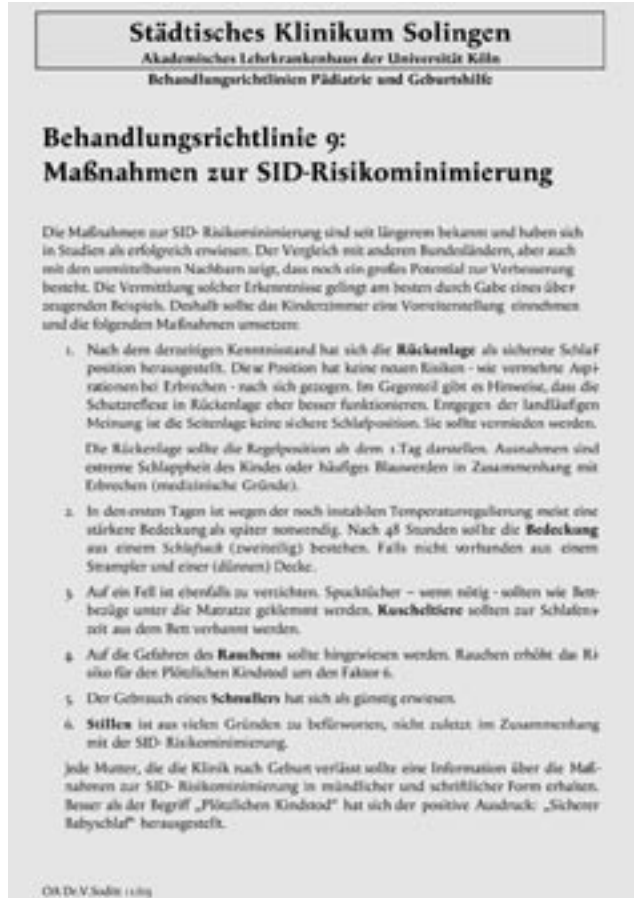 Städtisches Klinikum Solingen
Akademisches Lehrkrankenhaus der Universität Köln
Behandlungsrichtlinien Pädiatrie und Geburtshilfe
Behandlungsrichtlinie 9:
Maßnahmen zur SID-Risikominimierung
Die Maßnahmen zur SID- Risikominimierung sind seit längerem bekannt und haben sich
in Studien als erfolgreich erwiesen. Der Vergleich mit anderen Bundesländern, aber auch
mit den unmittelbaren Nachbarn zeigt, dass noch ein großes Potential zur Verbesserung
besteht. Die Vermittlung solcher Erkenntnisse gelingt am besten durch Gabe eines über-
zeugenden Beispiels. Deshalb sollte das Kinderzimmer eine Vorreiterstellung einnehmen
und die folgenden Maßnahmen umsetzen:
1. Nach dem derzeitigen Kenntnisstand hat sich die Rückenlage als sicherste Schlaf-
position herausgestellt. Diese Position hat keine neuen Risiken - wie vermehrte Aspi-
rationen bei Erbrechen - nach sich gezogen. Im Gegenteil gibt es Hinweise, dass die
Schutzreflexe in Rückenlage eher besser funktionieren. Entgegen der landläufigen
Meinung ist die Seitenlage keine sichere Schlafposition. Sie sollte vermieden werden.
Die Rückenlage sollte die Regelposition ab dem 1.Tag darstellen. Ausnahmen sind
extreme Schlappheit des Kindes oder häufiges Blauwerden in Zusammenhang mit
Erbrechen (medizinische Gründe).
2. In den ersten Tagen ist wegen der noch instabilen Temperaturregulierung meist eine
stärkere Bedeckung als später notwendig. Nach 48 Stunden sollte die Bedeckung
aus einem Schlafsack (zweiteilig) bestehen. Falls nicht vorhanden aus einem
Strampler und einer (dünnen) Decke.
3. Auf ein Fell ist ebenfalls zu verzichten. Spucktücher – wenn nötig - sollten wie Bett-
bezüge unter die Matratze geklemmt werden. Kuscheltiere sollten zur Schlafens-
zeit aus dem Bett verbannt werden.
4. Auf die Gefahren des Rauchens sollte hingewiesen werden. Rauchen erhöht das Ri-
siko für den Plötzlichen Kindstod um den Faktor 6.
5. Der Gebrauch eines Schnullers hat sich als günstig erwiesen.
6. Stillen ist aus vielen Gründen zu befürworten, nicht zuletzt im Zusammenhang
mit der SID- Risikominimierung.
Jede Mutter, die die Klinik nach Geburt verlässt sollte eine Information über die Maß-
nahmen zur SID- Risikominimierung in mündlicher und schriftlicher Form erhalten.
Besser als der Begriff „Plötzlichen Kindstod" hat sich der positive Ausdruck: „Sicherer
Babyschlaf" herausgestellt.
OA Dr.V.Soditt